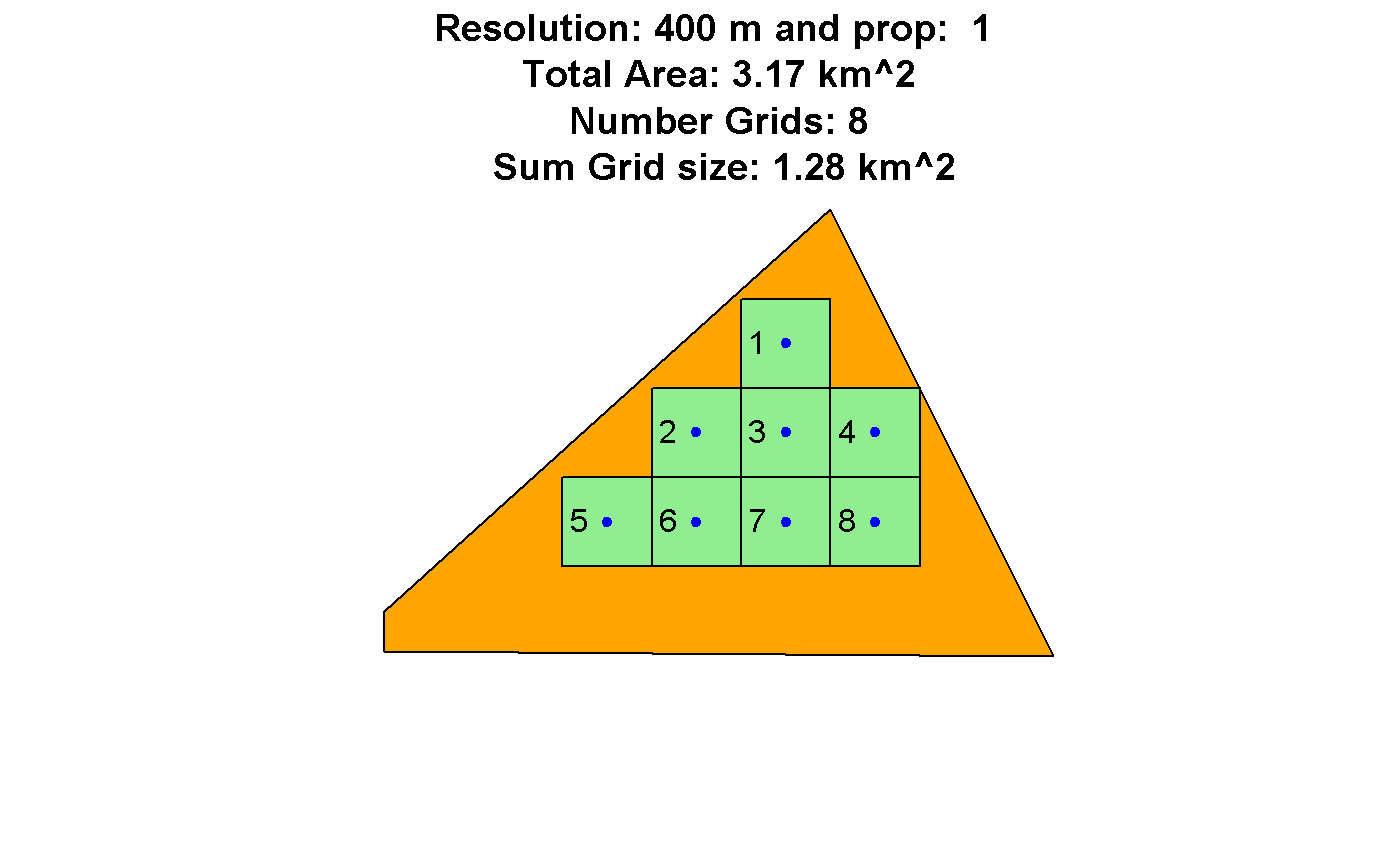 Resolution: 400 m and prop:  1
Total Area: 3.17 km^2
Number Grids: 8
Sum Grid size: 1.28 km^2
1
2 3 4
5 6 7 8